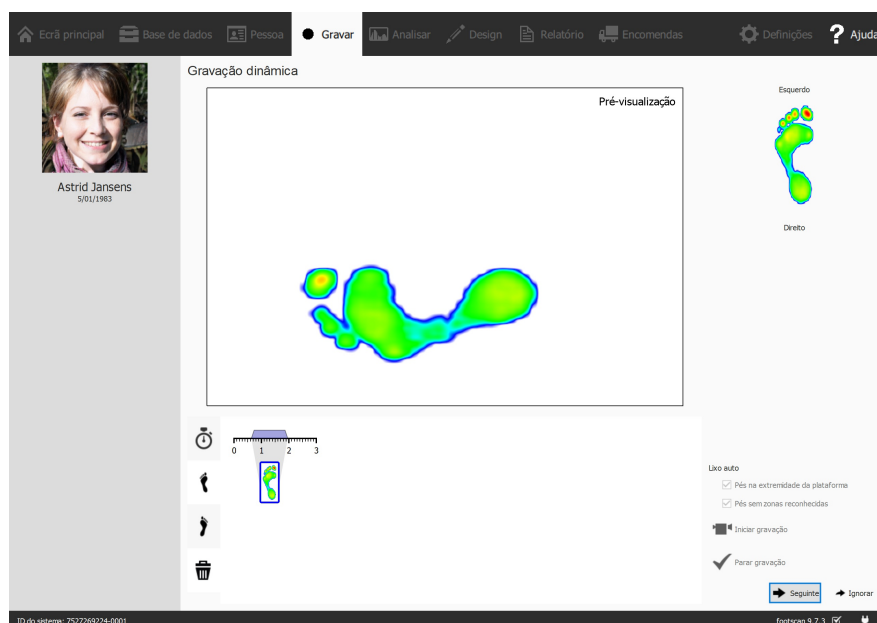 Ecrã principal
Base de dados
Pessoa
Gravar
Analisar
Design
Relatório
Encomendas
Definições
? Ajuda
Astrid Jansens
5/01/1983
Gravação dinâmica
Pré-visualização
Esquerdo
Direito
0 1 2 3
Lixo auto
Pés na extremidade da plataforma
Pés sem zonas reconhecidas
Iniciar gravação
Parar gravação
Seguinte
Ignorar
ID do sistema: 7527269224-0001
footscan 9.7.3